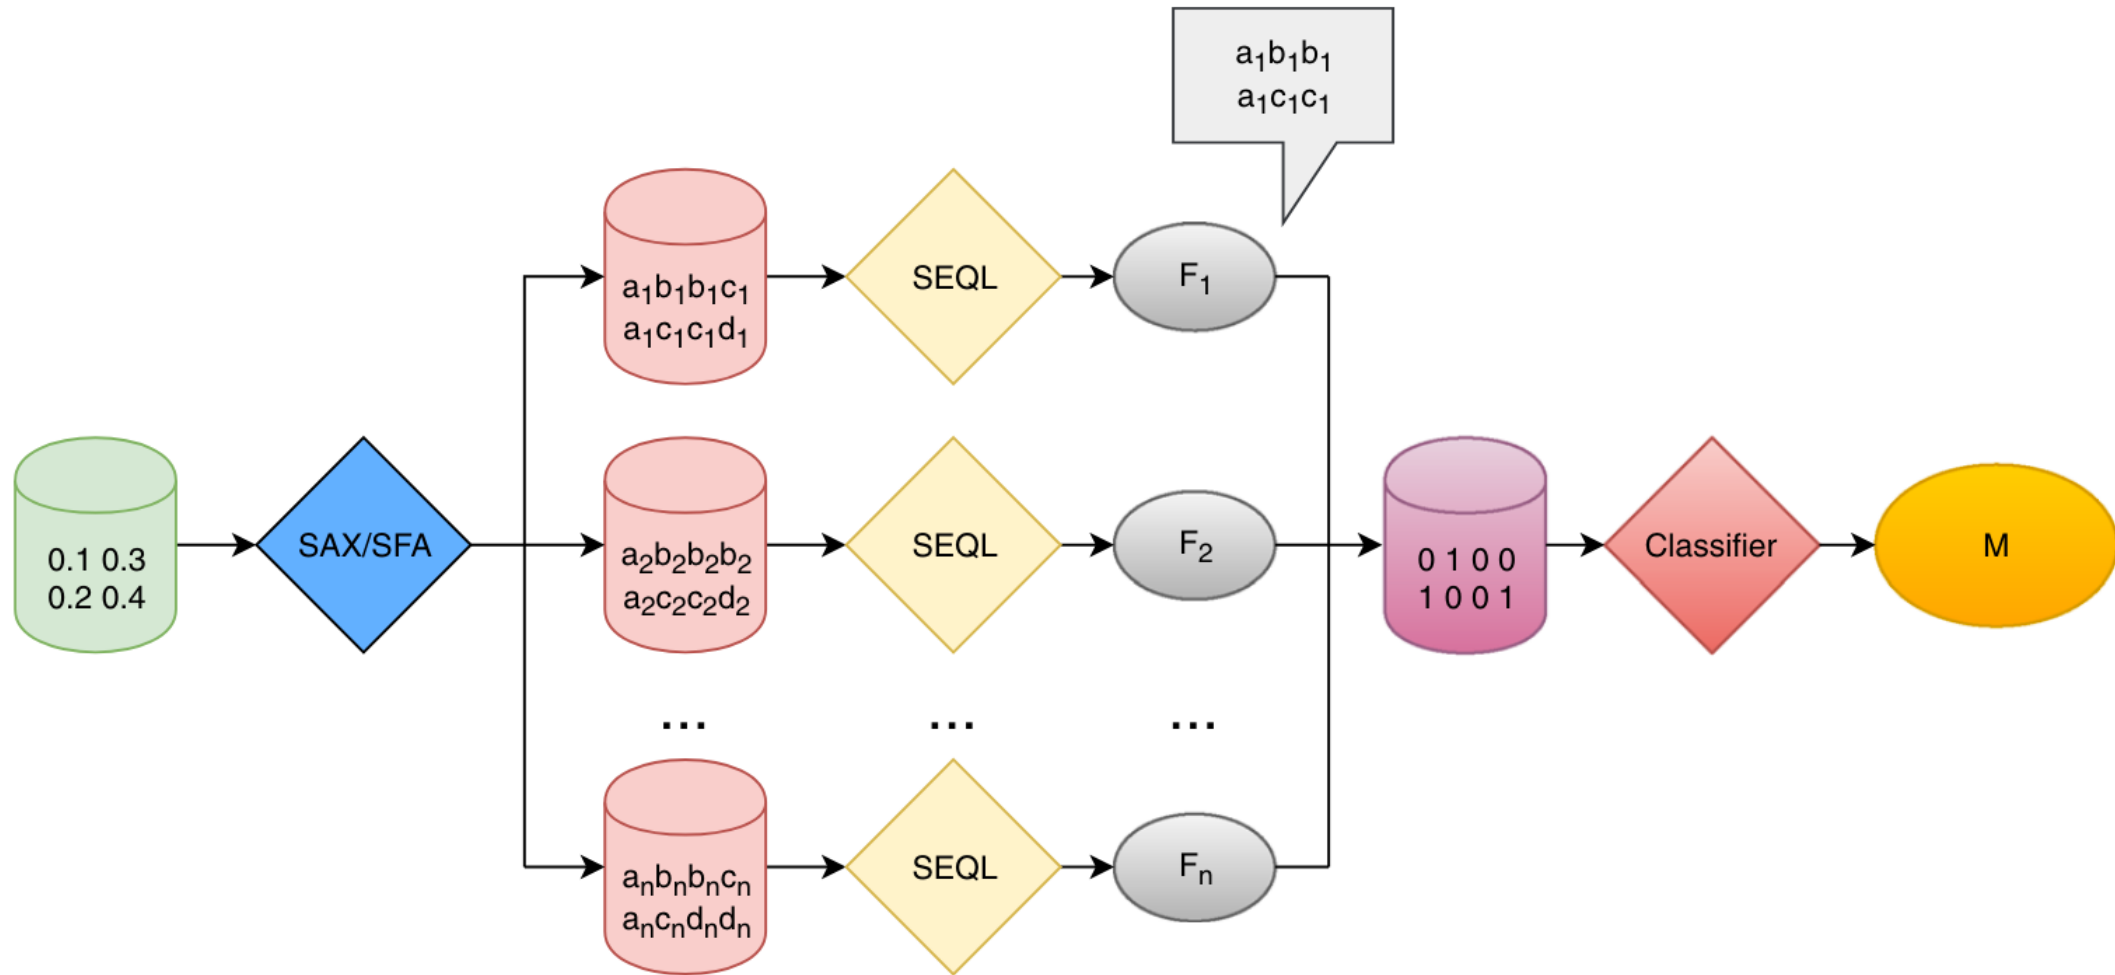 a₁b₁b₁
a₁c₁c₁
a₁b₁b₁c₁
a₁c₁c₁d₁
SEQL
F₁
0.1 0.3
0.2 0.4
SAX/SFA
a₂b₂b₂b₂
a₂c₂c₂d₂
SEQL
F₂
0 1 0 0
1 0 0 1
Classifier
M
... ... ...
aₙbₙbₙcₙ
aₙcₙdₙdₙ
SEQL
Fₙ